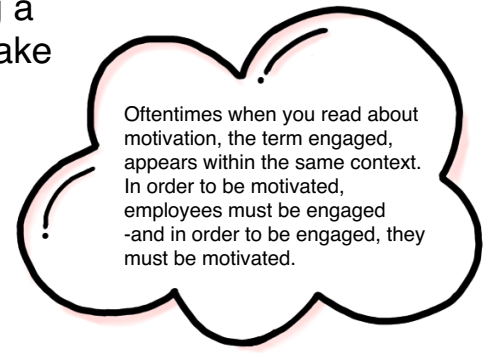 g a
ake
Oftentimes when you read about
motivation, the term engaged,
appears within the same context.
In order to be motivated,
employees must be engaged
-and in order to be engaged, they
must be motivated.